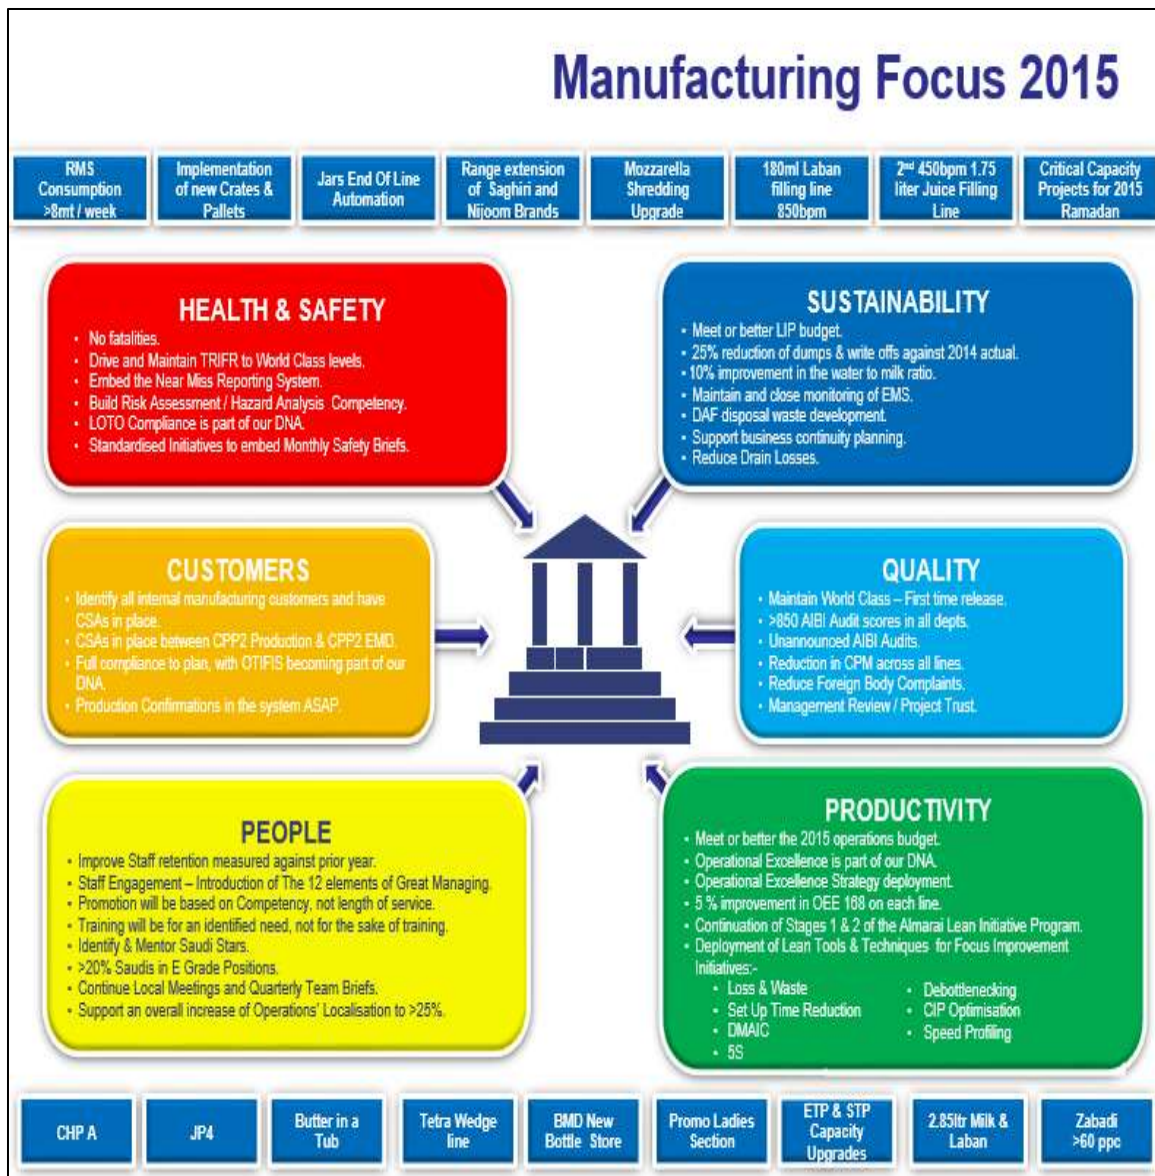 Manufacturing Focus 2015
RMS
Consumption
>8mt / week
Implementation
of new Crates &
Pallets
Jars End Of Line
Automation
Range extension
of Saghiri and
Nijoom Brands
Mozzarella
Shredding
Upgrade
180ml Laban
filling line
850bpm
2nd 450bpm 1.75
liter Juice Filling
Line
Critical Capacity
Projects for 2015
Ramadan
HEALTH & SAFETY
• No fatalities.
• Drive and Maintain TRIFR to World Class levels.
• Embed the Near Miss Reporting System.
• Build Risk Assessment / Hazard Analysis Competency.
• LOTO Compliance is part of our DNA.
• Standardised Initiatives to embed Monthly Safety Briefs.
SUSTAINABILITY
• Meet or better LIP budget.
• 25% reduction of dumps & write offs against 2014 actual.
• 10% improvement in the water to milk ratio.
• Maintain and close monitoring of EMS.
• DAF disposal waste development.
• Support business continuity planning.
• Reduce Drain Losses.
CUSTOMERS
• Identify all internal manufacturing customers and have
CSAs in place.
• CSAs in place between CPP2 Production & CPP2 EMD.
• Full compliance to plan, with OTIFIS becoming part of our
DNA.
• Production Confirmations in the system ASAP.
QUALITY
• Maintain World Class – First time release.
• >850 AIBI Audit scores in all depts.
• Unannounced AIBI Audits.
• Reduction in CPM across all lines.
• Reduce Foreign Body Complaints.
• Management Review / Project Trust.
PEOPLE
• Improve Staff retention measured against prior year.
• Staff Engagement – Introduction of The 12 elements of Great Managing.
• Promotion will be based on Competency, not length of service.
• Training will be for an identified need, not for the sake of training.
• Identify & Mentor Saudi Stars.
• >20% Saudis in E Grade Positions.
• Continue Local Meetings and Quarterly Team Briefs.
• Support an overall increase of Operations' Localisation to >25%.
PRODUCTIVITY
• Meet or better the 2015 operations budget.
• Operational Excellence is part of our DNA.
• Operational Excellence Strategy deployment.
• 5 % improvement in OEE 168 on each line.
• Continuation of Stages 1 & 2 of the Almarai Lean Initiative Program.
• Deployment of Lean Tools & Techniques for Focus Improvement
Initiatives:-
• Loss & Waste
• Set Up Time Reduction
• DMAIC
• 5S
• Debottlenecking
• CIP Optimisation
• Speed Profiling
CHP A
JP4
Butter in a
Tub
Tetra Wedge
line
BMD New
Bottle Store
Promo Ladies
Section
ETP & STP
Capacity
Upgrades
2.85ltr Milk &
Laban
Zabadi
>60 ppc